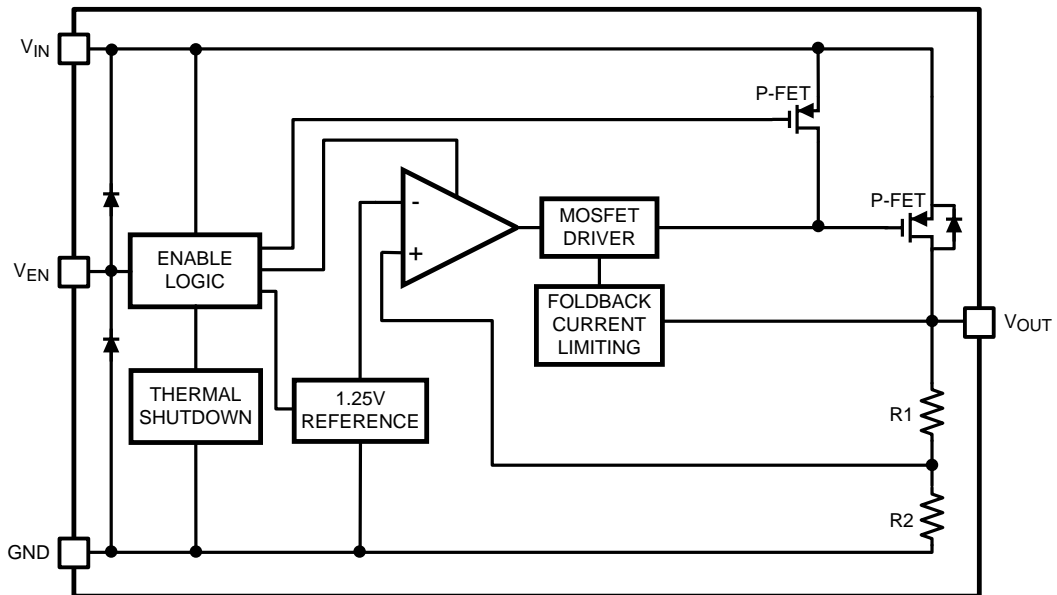 VIN
P-FET
P-FET
-
MOSFET
DRIVER
+
VEN
ENABLE
LOGIC
FOLDBACK
CURRENT
LIMITING
VOUT
THERMAL
SHUTDOWN
1.25V
REFERENCE
R1
R2
GND